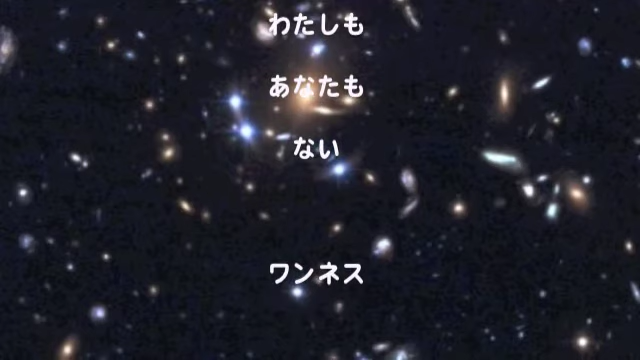 わたしも
あなたも
ない
ワンネス